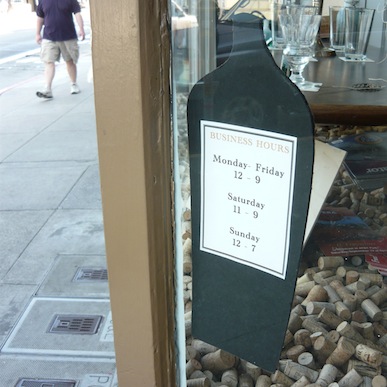 BUSINESS HOURS
Monday- Friday
12 - 9
Saturday
11 - 9
Sunday
12 - 7